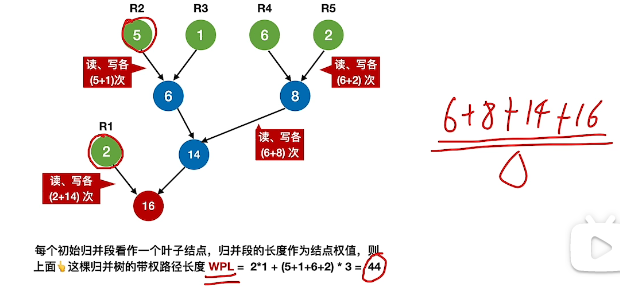 R2 R3 R4 R5
5 1 6 2
读、写各
(5+1)次
读、写各
(6+2) 次
6 8
6+8+14+16
R1
读、写各
(6+8) 次
2 14
读、写各
(2+14) 次
16
每个初始归并段看作一个叶子结点，归并段的长度作为结点权值，则
上面👆这棵归并树的带权路径长度 WPL = 2*1 + (5+1+6+2) * 3 = 44